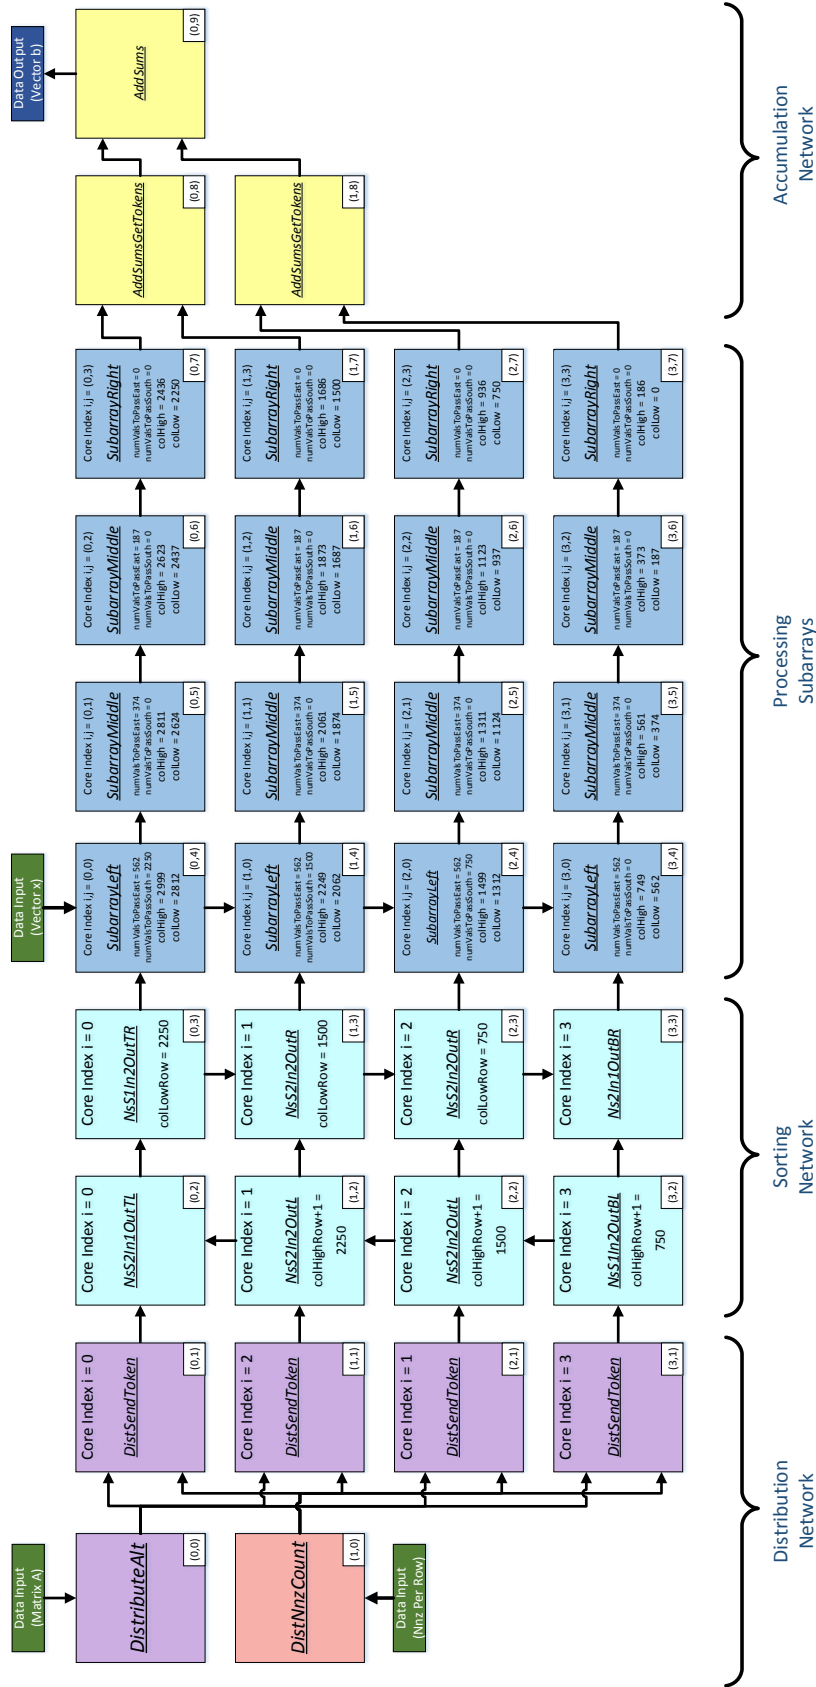 Data Input
(Matrix A)
Data Input
(Vector x)
Data Output
(Vector b)
DistributeAlt
(0,0)
Core Index i = 0
DistSendToken
(0,1)
Core Index i = 0
NsS2In1OutTL
(0,2)
Core Index i = 0
NsS1In2OutTR
colLowRow = 2250
(0,3)
Core Index i,j = (0,0)
SubarrayLeft
numValsToPassEast = 562
numValsToPassSouth = 2250
colHigh = 2999
colLow = 2812
(0,4)
Core Index i,j = (0,1)
SubarrayMiddle
numValsToPassEast = 374
numValsToPassSouth = 0
colHigh = 2811
colLow = 2624
(0,5)
Core Index i,j = (0,2)
SubarrayMiddle
numValsToPassEast = 187
numValsToPassSouth = 0
colHigh = 2623
colLow = 2437
(0,6)
Core Index i,j = (0,3)
SubarrayRight
numValsToPassEast = 0
numValsToPassSouth = 0
colHigh = 2436
colLow = 2250
(0,7)
AddSumsGetTokens
(0,8)
AddSums
(0,9)
DistNnzCount
(1,0)
Core Index i = 2
DistSendToken
(1,1)
Core Index i = 1
NsS2In2OutL
colHighRow+1 =
2250
(1,2)
Core Index i = 1
NsS2In2OutR
colLowRow = 1500
(1,3)
Core Index i,j = (1,0)
SubarrayLeft
numValsToPassEast = 562
numValsToPassSouth = 1500
colHigh = 2249
colLow = 2062
(1,4)
Core Index i,j = (1,1)
SubarrayMiddle
numValsToPassEast = 374
numValsToPassSouth = 0
colHigh = 2061
colLow = 1874
(1,5)
Core Index i,j = (1,2)
SubarrayMiddle
numValsToPassEast = 187
numValsToPassSouth = 0
colHigh = 1873
colLow = 1687
(1,6)
Core Index i,j = (1,3)
SubarrayRight
numValsToPassEast = 0
numValsToPassSouth = 0
colHigh = 1686
colLow = 1500
(1,7)
AddSumsGetTokens
(1,8)
Data Input
(Nnz Per Row)
Core Index i = 1
DistSendToken
(2,1)
Core Index i = 2
NsS2In2OutL
colHighRow+1 =
1500
(2,2)
Core Index i = 2
NsS2In2OutR
colLowRow = 750
(2,3)
Core Index i,j = (2,0)
SubarrayLeft
numValsToPassEast = 562
numValsToPassSouth = 750
colHigh = 1499
colLow = 1312
(2,4)
Core Index i,j = (2,1)
SubarrayMiddle
numValsToPassEast = 374
numValsToPassSouth = 0
colHigh = 1311
colLow = 1124
(2,5)
Core Index i,j = (2,2)
SubarrayMiddle
numValsToPassEast = 187
numValsToPassSouth = 0
colHigh = 1123
colLow = 937
(2,6)
Core Index i,j = (2,3)
SubarrayRight
numValsToPassEast = 0
numValsToPassSouth = 0
colHigh = 936
colLow = 750
(2,7)
Core Index i = 3
DistSendToken
(3,1)
Core Index i = 3
NsS1In2OutBL
colHighRow+1 =
750
(3,2)
Core Index i = 3
Ns2In1OutBR
(3,3)
Core Index i,j = (3,0)
SubarrayLeft
numValsToPassEast = 562
numValsToPassSouth = 0
colHigh = 749
colLow = 562
(3,4)
Core Index i,j = (3,1)
SubarrayMiddle
numValsToPassEast = 374
numValsToPassSouth = 0
colHigh = 561
colLow = 374
(3,5)
Core Index i,j = (3,2)
SubarrayMiddle
numValsToPassEast = 187
numValsToPassSouth = 0
colHigh = 373
colLow = 187
(3,6)
Core Index i,j = (3,3)
SubarrayRight
numValsToPassEast = 0
numValsToPassSouth = 0
colHigh = 186
colLow = 0
(3,7)
Distribution
Network
Sorting
Network
Processing
Subarrays
Accumulation
Network